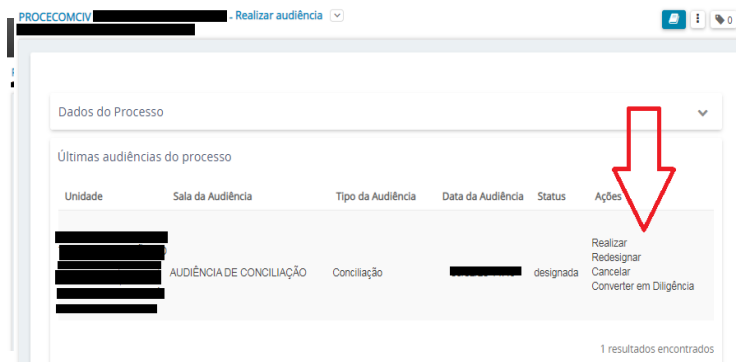 PROCECOMCIV - Realizar audiência
0
Dados do Processo
Últimas audiências do processo
Unidade Sala da Audiência Tipo da Audiência Data da Audiência Status Ações
AUDIÊNCIA DE CONCILIAÇÃO Conciliação designada
Realizar
Redesignar
Cancelar
Converter em Diligência
1 resultados encontrados